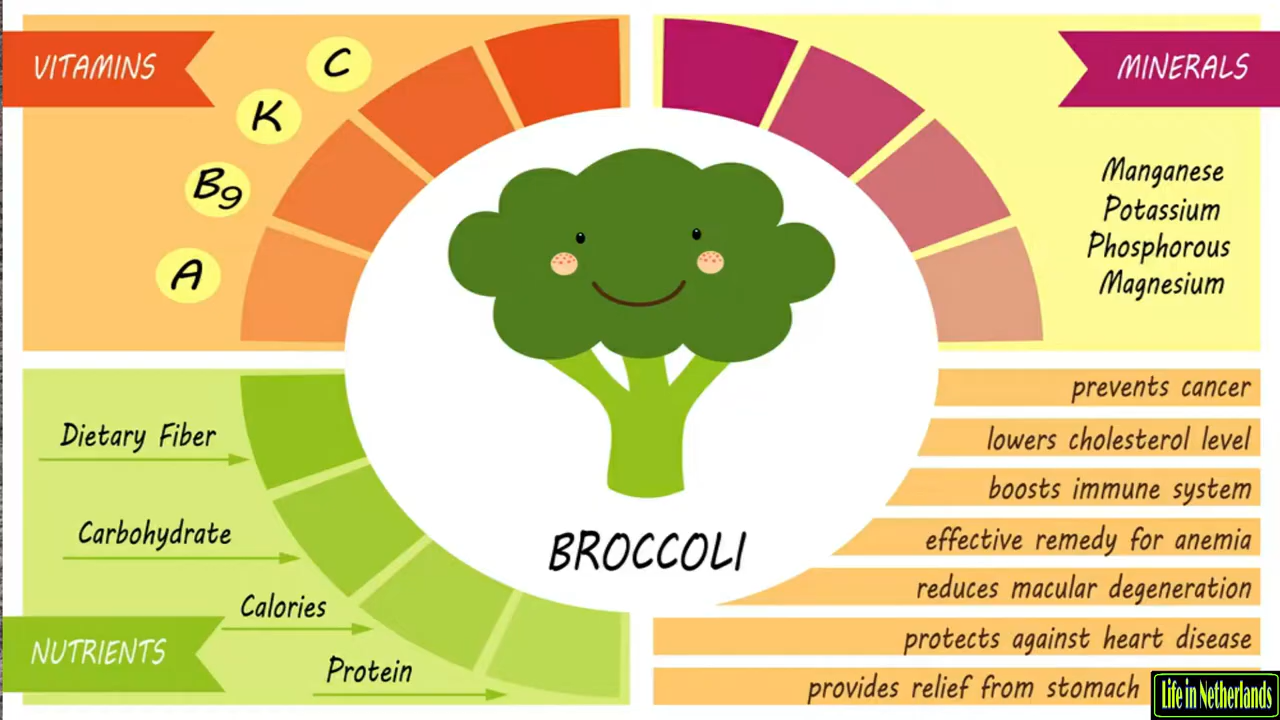 VITAMINS
C
K
B9
A
MINERALS
Manganese
Potassium
Phosphorous
Magnesium
Dietary Fiber
Carbohydrate
Calories
Protein
NUTRIENTS
BROCCOLI
prevents cancer
lowers cholesterol level
boosts immune system
effective remedy for anemia
reduces macular degeneration
protects against heart disease
provides relief from stomach
Life in Netherlands